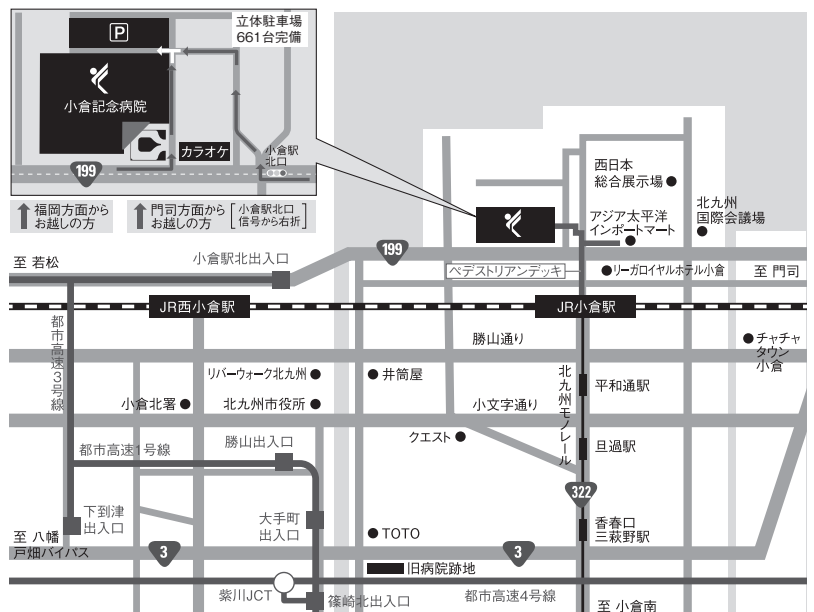 立体駐車場
661台完備
P
小倉記念病院
カラオケ
小倉駅
北口
199
福岡方面から
お越しの方
門司方面から
お越しの方
小倉駅北口
信号から右折
西日本
総合展示場
アジア太平洋
インポートマート
北九州
国際会議場
至 若松
小倉駅北出入口
199
ペデストリアンデッキ
リーガロイヤルホテル小倉
至 門司
JR西小倉駅
JR小倉駅
都市高速3号線
勝山通り
チャチャ
タウン
小倉
リバーウォーク北九州
井筒屋
北九州モノレール
平和通駅
小倉北署
北九州市役所
小文字通り
クエスト
都市高速1号線
勝山出入口
旦過駅
322
下到津
出入口
大手町
出入口
香春口
三萩野駅
至 八幡
戸畑バイパス
TOTO
3
3
旧病院跡地
紫川JCT
篠崎北出入口
都市高速4号線
至 小倉南